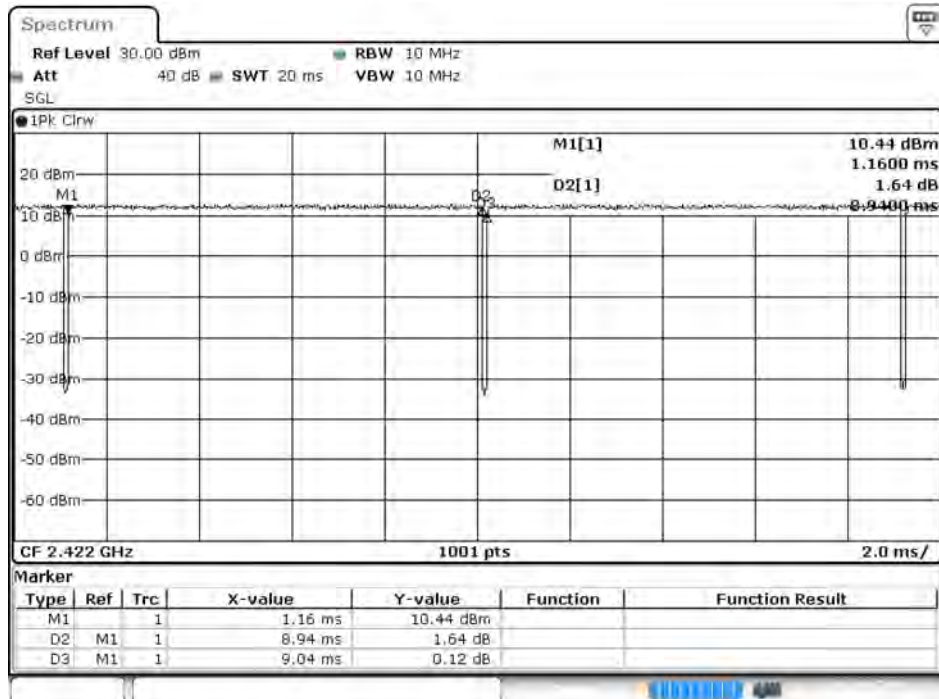 Spectrum
Ref Level 30.00 dBm RBW 10 MHz
Att 40 dB SWT 20 ms VBW 10 MHz
SGL
1Pk Clrw
M1[1] 10.44 dBm
1.1600 ms
20 dBm
D2[1] 1.64 dB
M1 D2
8.9400 ms
10 dBm
0 dBm
-10 dBm
-20 dBm
-30 dBm
-40 dBm
-50 dBm
-60 dBm
CF 2.422 GHz 1001 pts 2.0 ms/
Marker
Type Ref Trc X-value Y-value Function Function Result
M1 1 1.16 ms 10.44 dBm
D2 M1 1 8.94 ms 1.64 dB
D3 M1 1 9.04 ms 0.12 dB